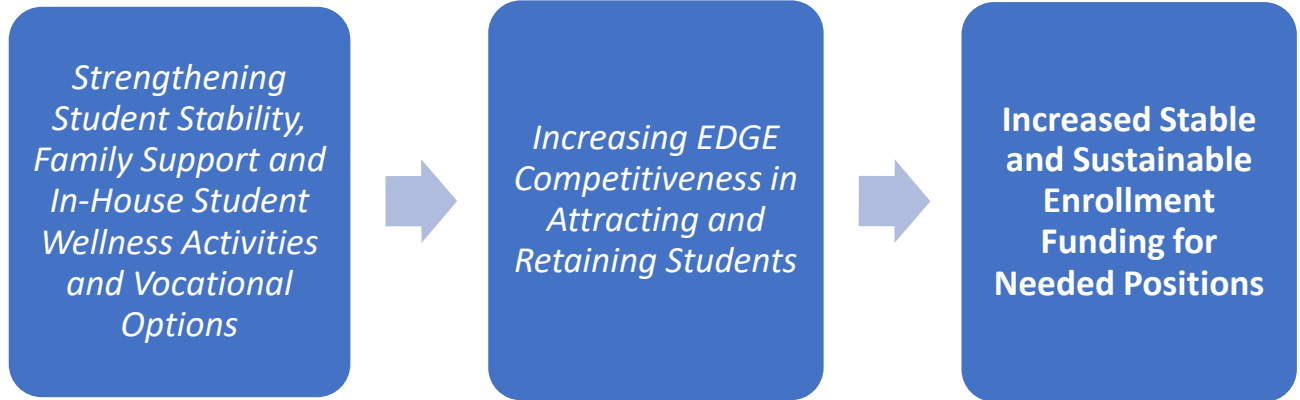 Strengthening
Student Stability,
Family Support and
In-House Student
Wellness Activities
and Vocational
Options
Increasing EDGE
Competitiveness in
Attracting and
Retaining Students
Increased Stable
and Sustainable
Enrollment
Funding for
Needed Positions